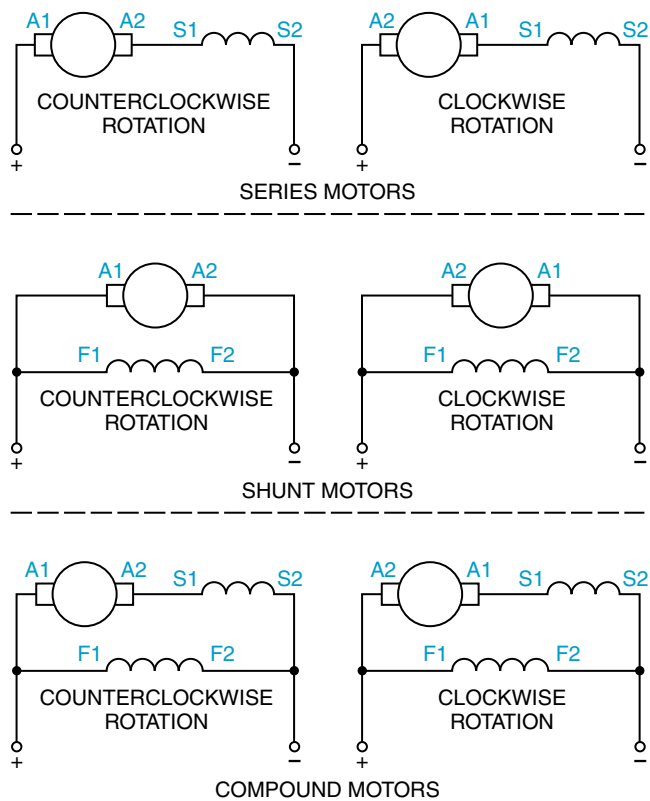 A1 A2 S1 S2 A2 A1 S1 S2
COUNTERCLOCKWISE CLOCKWISE
ROTATION ROTATION
+ − + −
SERIES MOTORS
A1 A2 A2 A1
F1 F2 F1 F2
COUNTERCLOCKWISE CLOCKWISE
ROTATION ROTATION
+ − + −
SHUNT MOTORS
A1 A2 S1 S2 A2 A1 S1 S2
F1 F2 F1 F2
COUNTERCLOCKWISE CLOCKWISE
ROTATION ROTATION
+ − + −
COMPOUND MOTORS